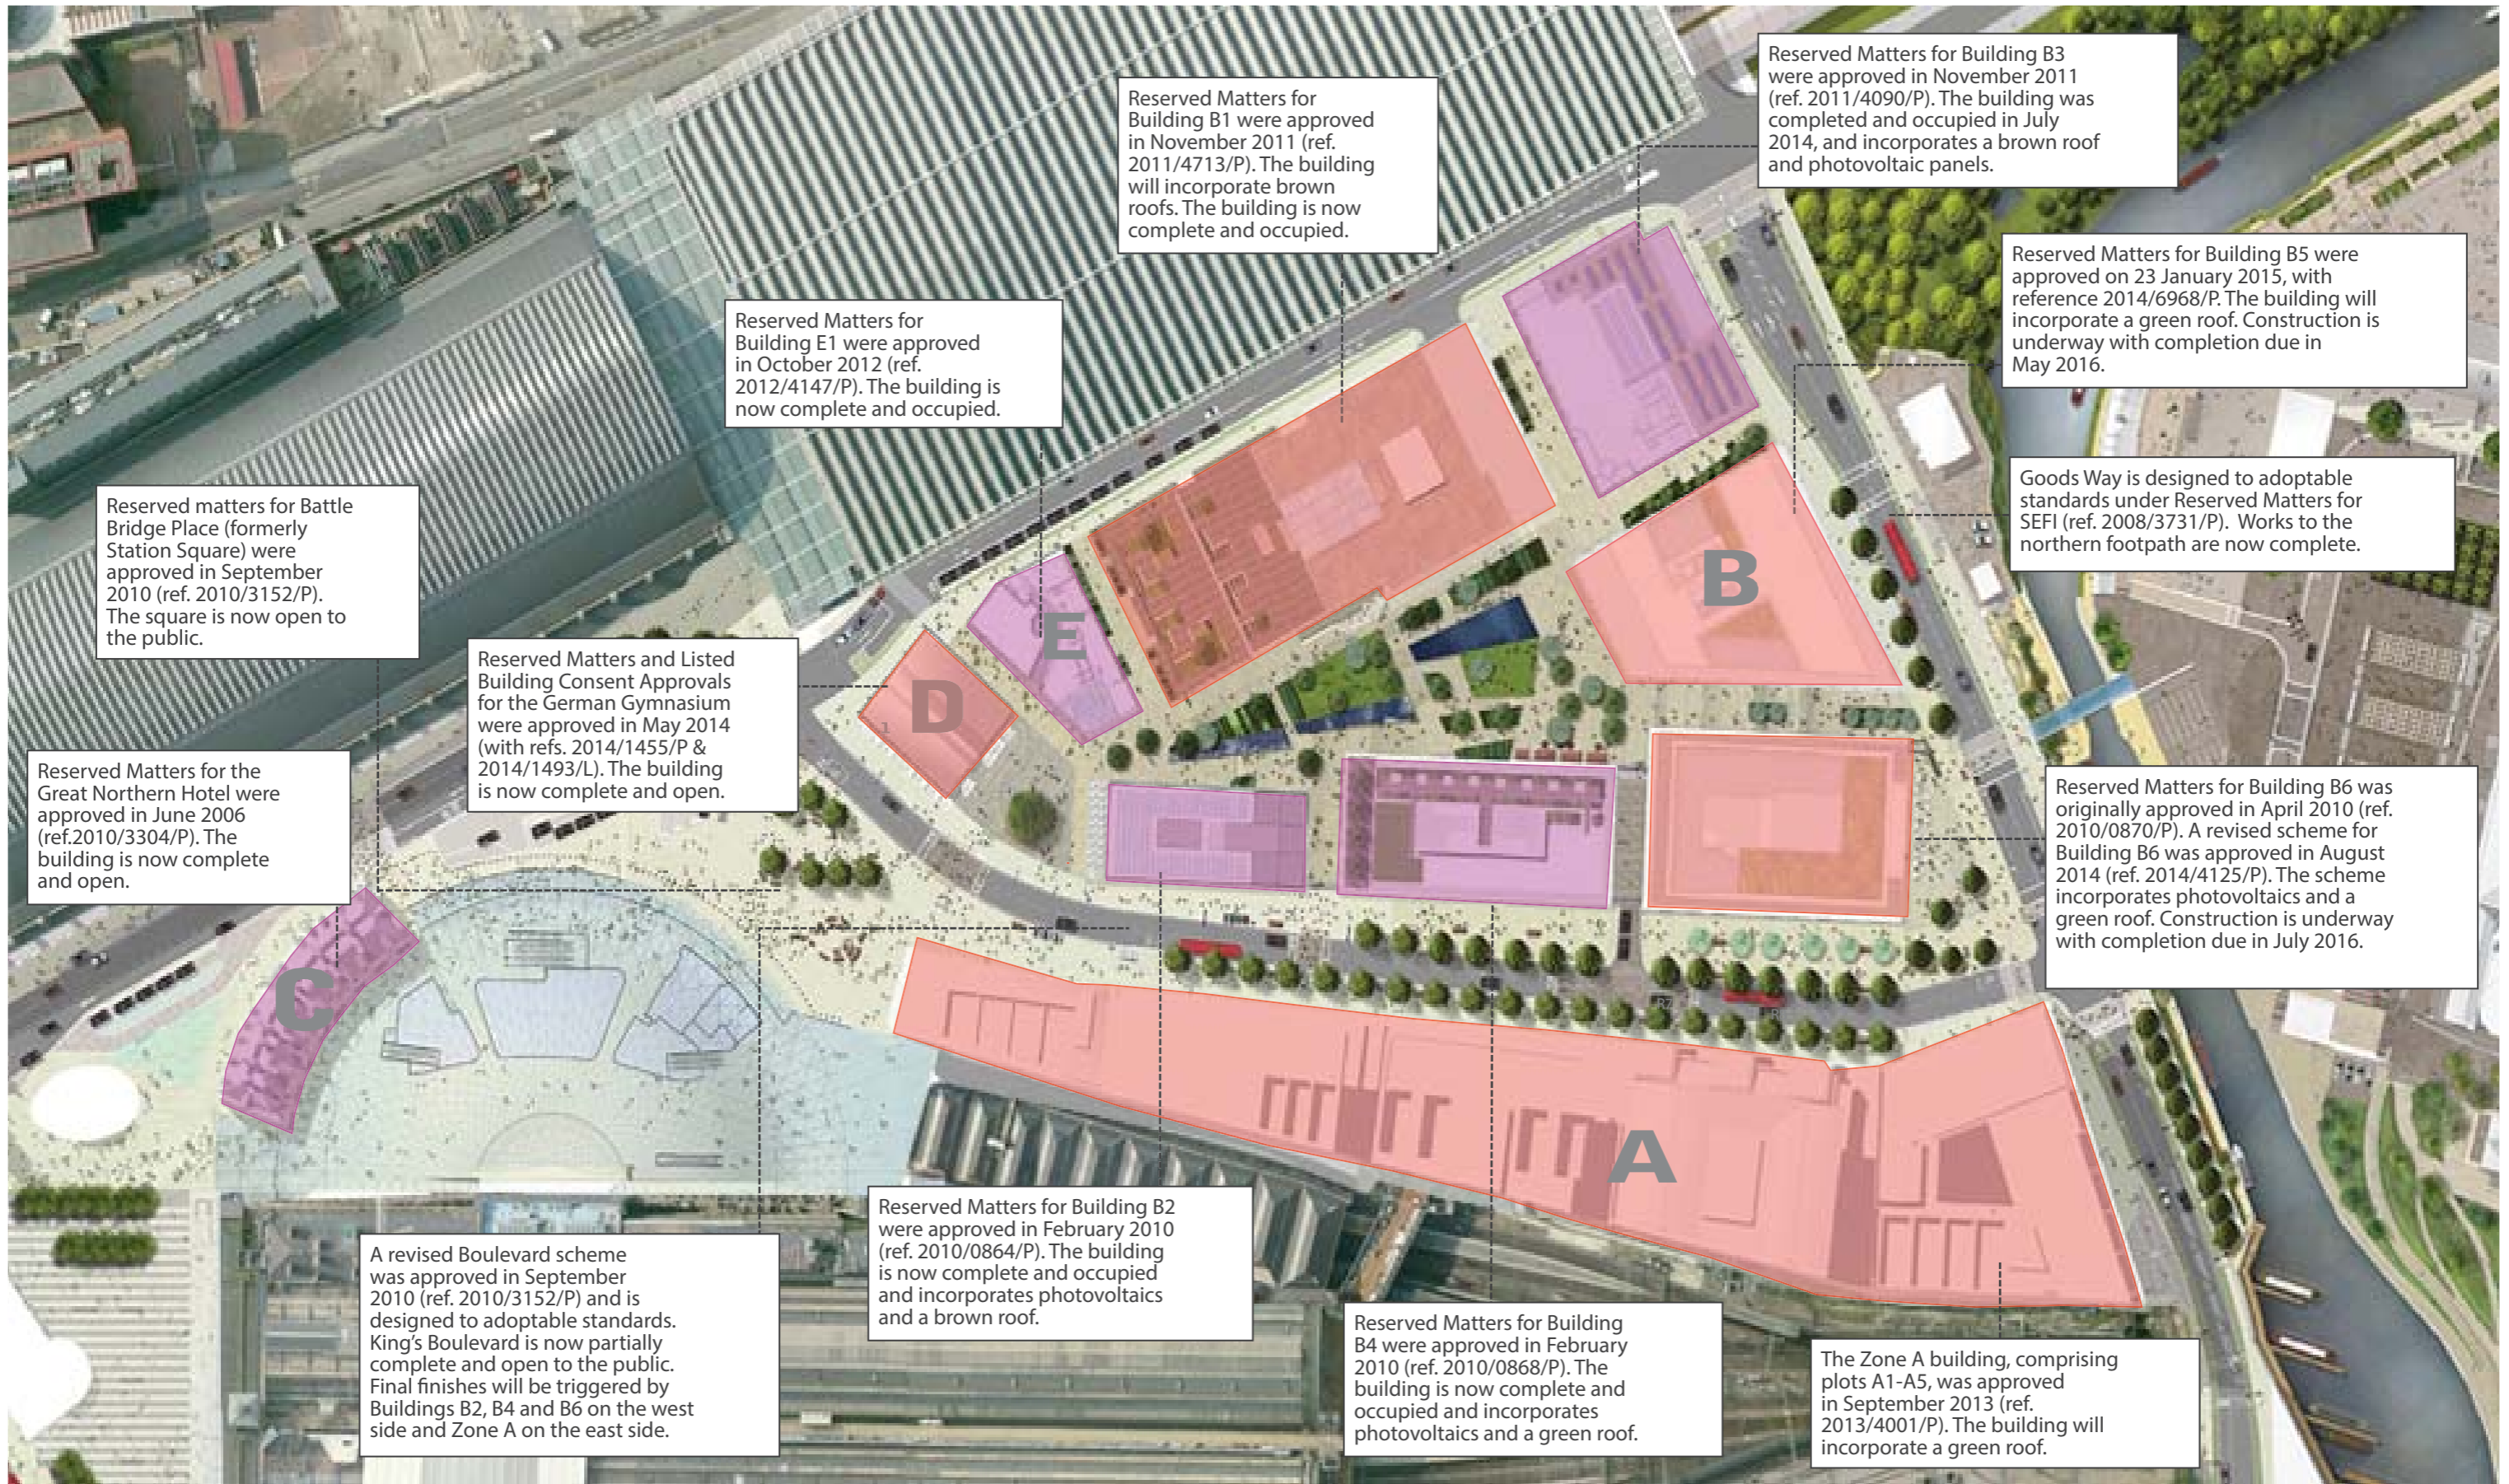 Reserved Matters for Building B3
were approved in November 2011
(ref. 2011/4090/P). The building was
completed and occupied in July
2014, and incorporates a brown roof
and photovoltaic panels.
Reserved Matters for
Building B1 were approved
in November 2011 (ref.
2011/4713/P). The building
will incorporate brown
roofs. The building is now
complete and occupied.
Reserved Matters for Building B5 were
approved on 23 January 2015, with
reference 2014/6968/P. The building will
incorporate a green roof. Construction is
underway with completion due in
May 2016.
Reserved Matters for
Building E1 were approved
in October 2012 (ref.
2012/4147/P). The building is
now complete and occupied.
Goods Way is designed to adoptable
standards under Reserved Matters for
SEFI (ref. 2008/3731/P).  Works to the
northern footpath are now complete.
Reserved matters for Battle
Bridge Place (formerly
Station Square) were
approved in September
2010 (ref. 2010/3152/P).
The square is now open to
the public.
B
E
D
Reserved Matters and Listed
Building Consent Approvals
for the German Gymnasium
were approved in May 2014
(with refs. 2014/1455/P &
2014/1493/L). The building
is now complete and open.
Reserved Matters for the
Great Northern Hotel were
approved in June 2006
(ref.2010/3304/P). The
building is now complete
and open.
Reserved Matters for Building B6 was
originally approved in April 2010 (ref.
2010/0870/P). A revised scheme for
Building B6 was approved in August
2014 (ref. 2014/4125/P). The scheme
incorporates photovoltaics and a
green roof. Construction is underway
with completion due in July 2016.
C
A
Reserved Matters for Building B2
were approved in February 2010
(ref. 2010/0864/P). The building
is now complete and occupied
and incorporates photovoltaics
and a brown roof.
A revised Boulevard scheme
was approved in September
2010 (ref. 2010/3152/P) and is
designed to adoptable standards.
King's Boulevard is now partially
complete and open to the public.
Final finishes will be triggered by
Buildings B2, B4 and B6 on the west
side and Zone A on the east side.
Reserved Matters for Building
B4 were approved in February
2010 (ref. 2010/0868/P). The
building is now complete and
occupied and incorporates
photovoltaics and a green roof.
The Zone A building, comprising
plots A1-A5, was approved
in September 2013 (ref.
2013/4001/P). The building will
incorporate a green roof.